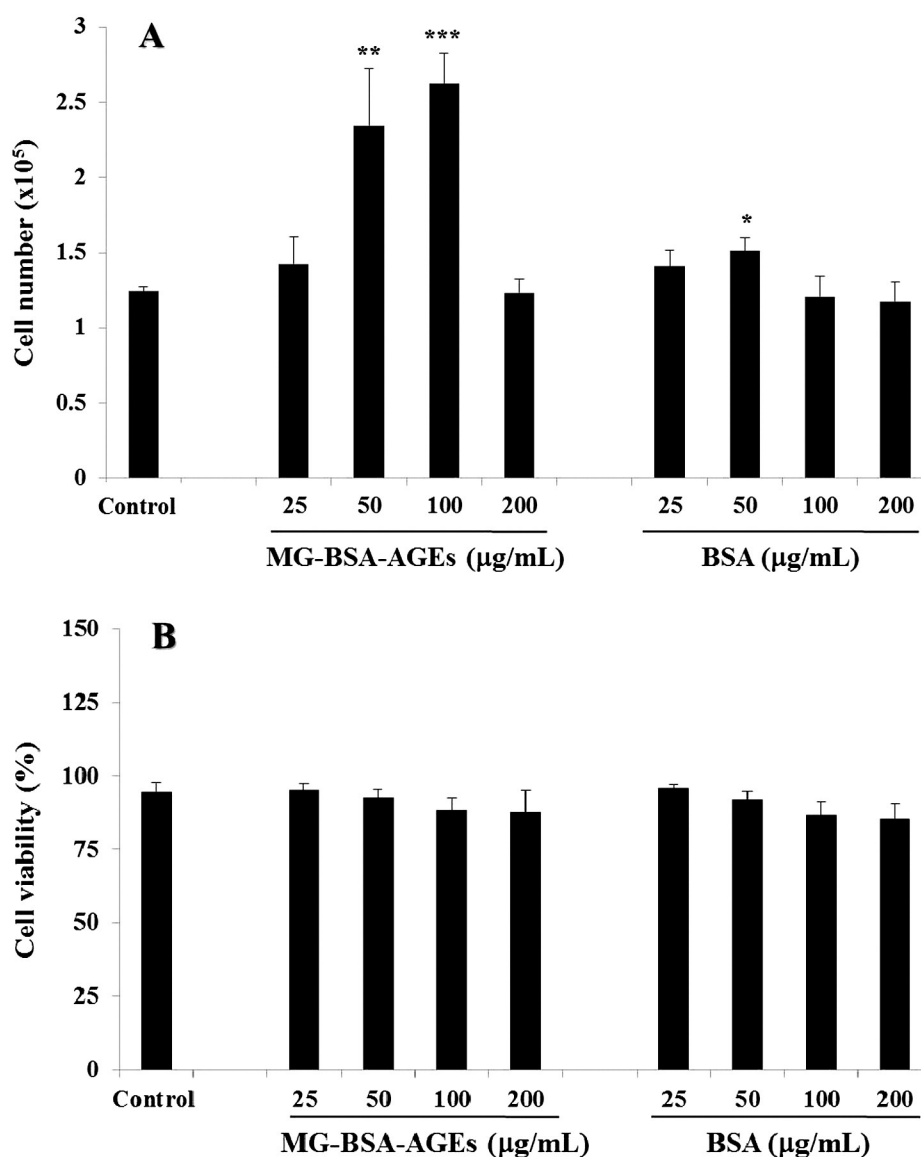 A
Cell number (x10⁵)
3
2.5
2
1.5
1
0.5
0
** ***
*
Control 25 50 100 200 25 50 100 200
MG-BSA-AGEs (µg/mL) BSA (µg/mL)
B
Cell viability (%)
150
125
100
75
50
25
0
Control 25 50 100 200 25 50 100 200
MG-BSA-AGEs (µg/mL) BSA (µg/mL)